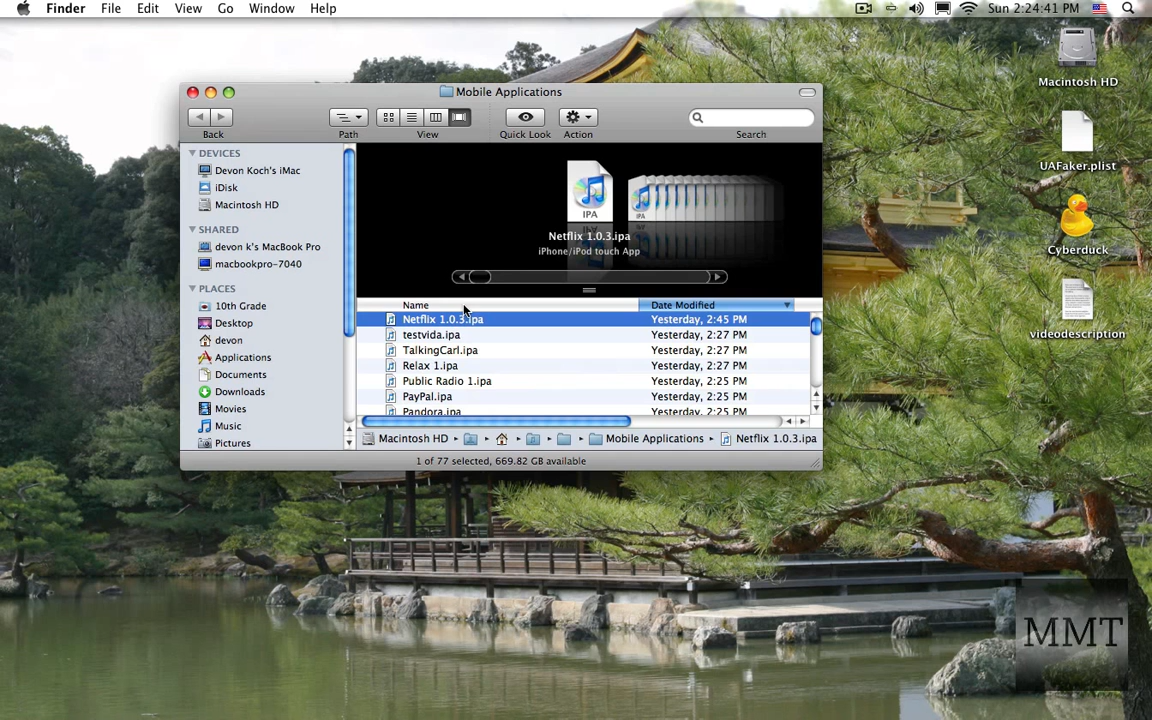 Finder File Edit View Go Window Help Sun 2:24:41 PM
Macintosh HD
UAFaker.plist
Cyberduck
videodescription
Mobile Applications
Back Path View Quick Look Action Search
DEVICES
Devon Koch's iMac
iDisk
Macintosh HD
SHARED
devon k's MacBook Pro
macbookpro-7040
PLACES
10th Grade
Desktop
devon
Applications
Documents
Downloads
Movies
Music
Pictures
IPA
IPA
Netflix 1.0.3.ipa
iPhone/iPod touch App
Name Date Modified
Netflix 1.0.3.ipa Yesterday, 2:45 PM
testvida.ipa Yesterday, 2:27 PM
TalkingCarl.ipa Yesterday, 2:27 PM
Relax 1.ipa Yesterday, 2:27 PM
Public Radio 1.ipa Yesterday, 2:25 PM
PayPal.ipa Yesterday, 2:25 PM
Pandora.ipa Yesterday, 2:25 PM
Macintosh HD Mobile Applications Netflix 1.0.3.ipa
1 of 77 selected, 669.82 GB available
MMT